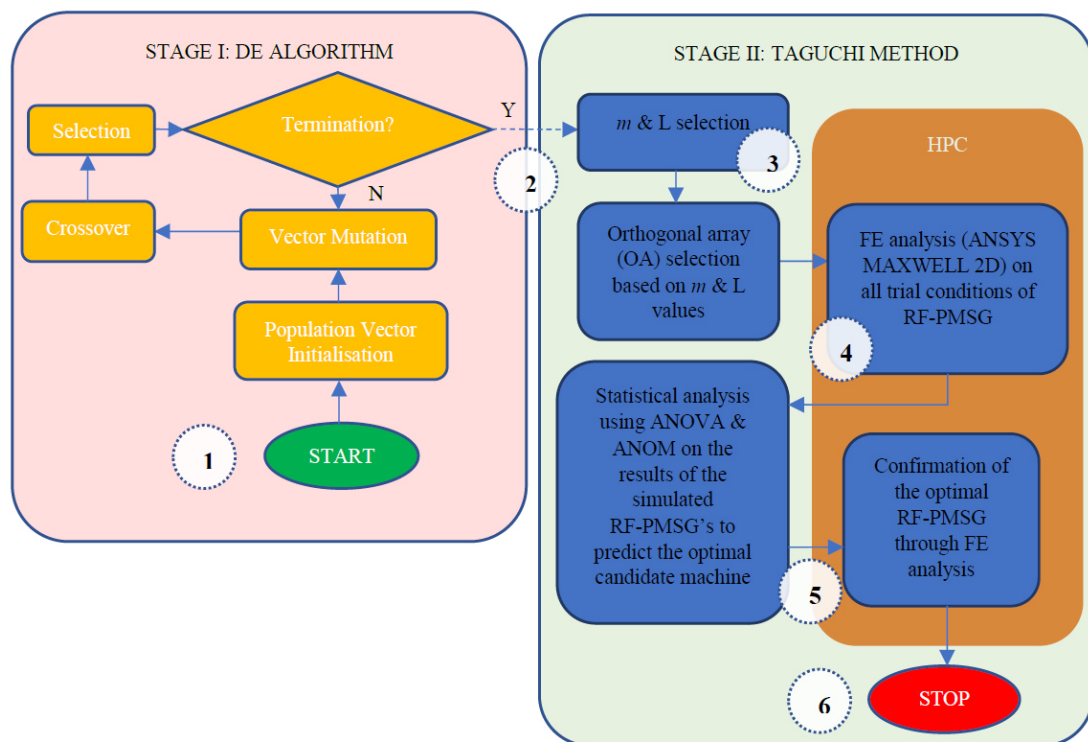 STAGE I: DE ALGORITHM
Termination?
Y
N
Selection
Crossover
Vector Mutation
Population Vector
Initialisation
START
1
2
STAGE II: TAGUCHI METHOD
m & L selection
3
HPC
Orthogonal array
(OA) selection
based on m & L
values
FE analysis (ANSYS
MAXWELL 2D) on
all trial conditions of
RF-PMSG
4
Statistical analysis
using ANOVA &
ANOM on the
results of the
simulated
RF-PMSG's to
predict the optimal
candidate machine
5
Confirmation of
the optimal
RF-PMSG
through FE
analysis
6
STOP